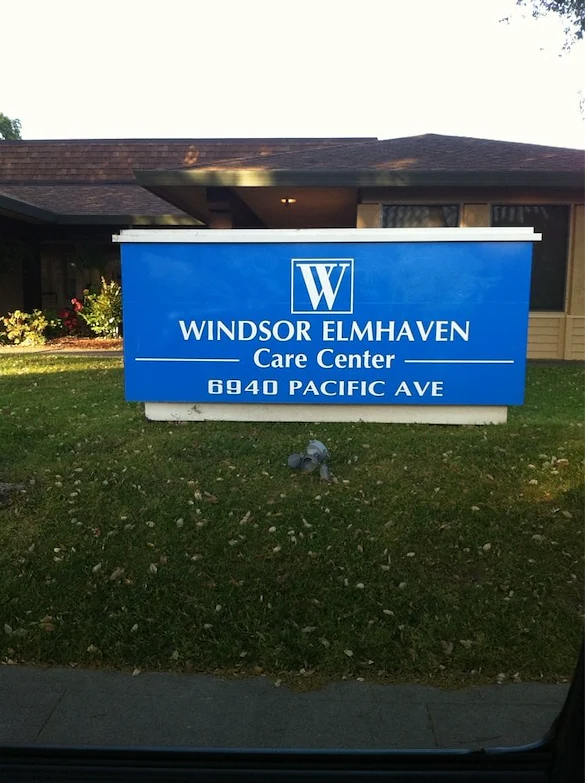 W
WINDSOR ELMHAVEN
Care Center
6940 PACIFIC AVE